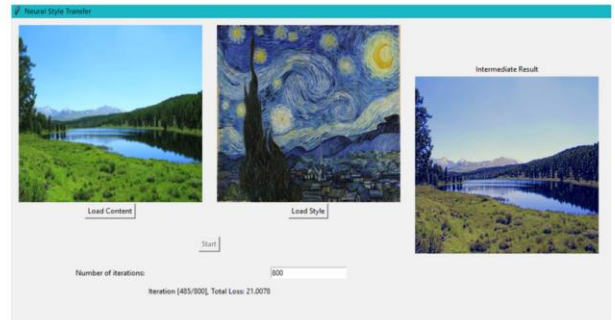 Neural Style Transfer
Intermediate Result
Load Content
Load Style
Start
Number of iterations:
800
Iteration [485/800], Total Loss: 21.0078